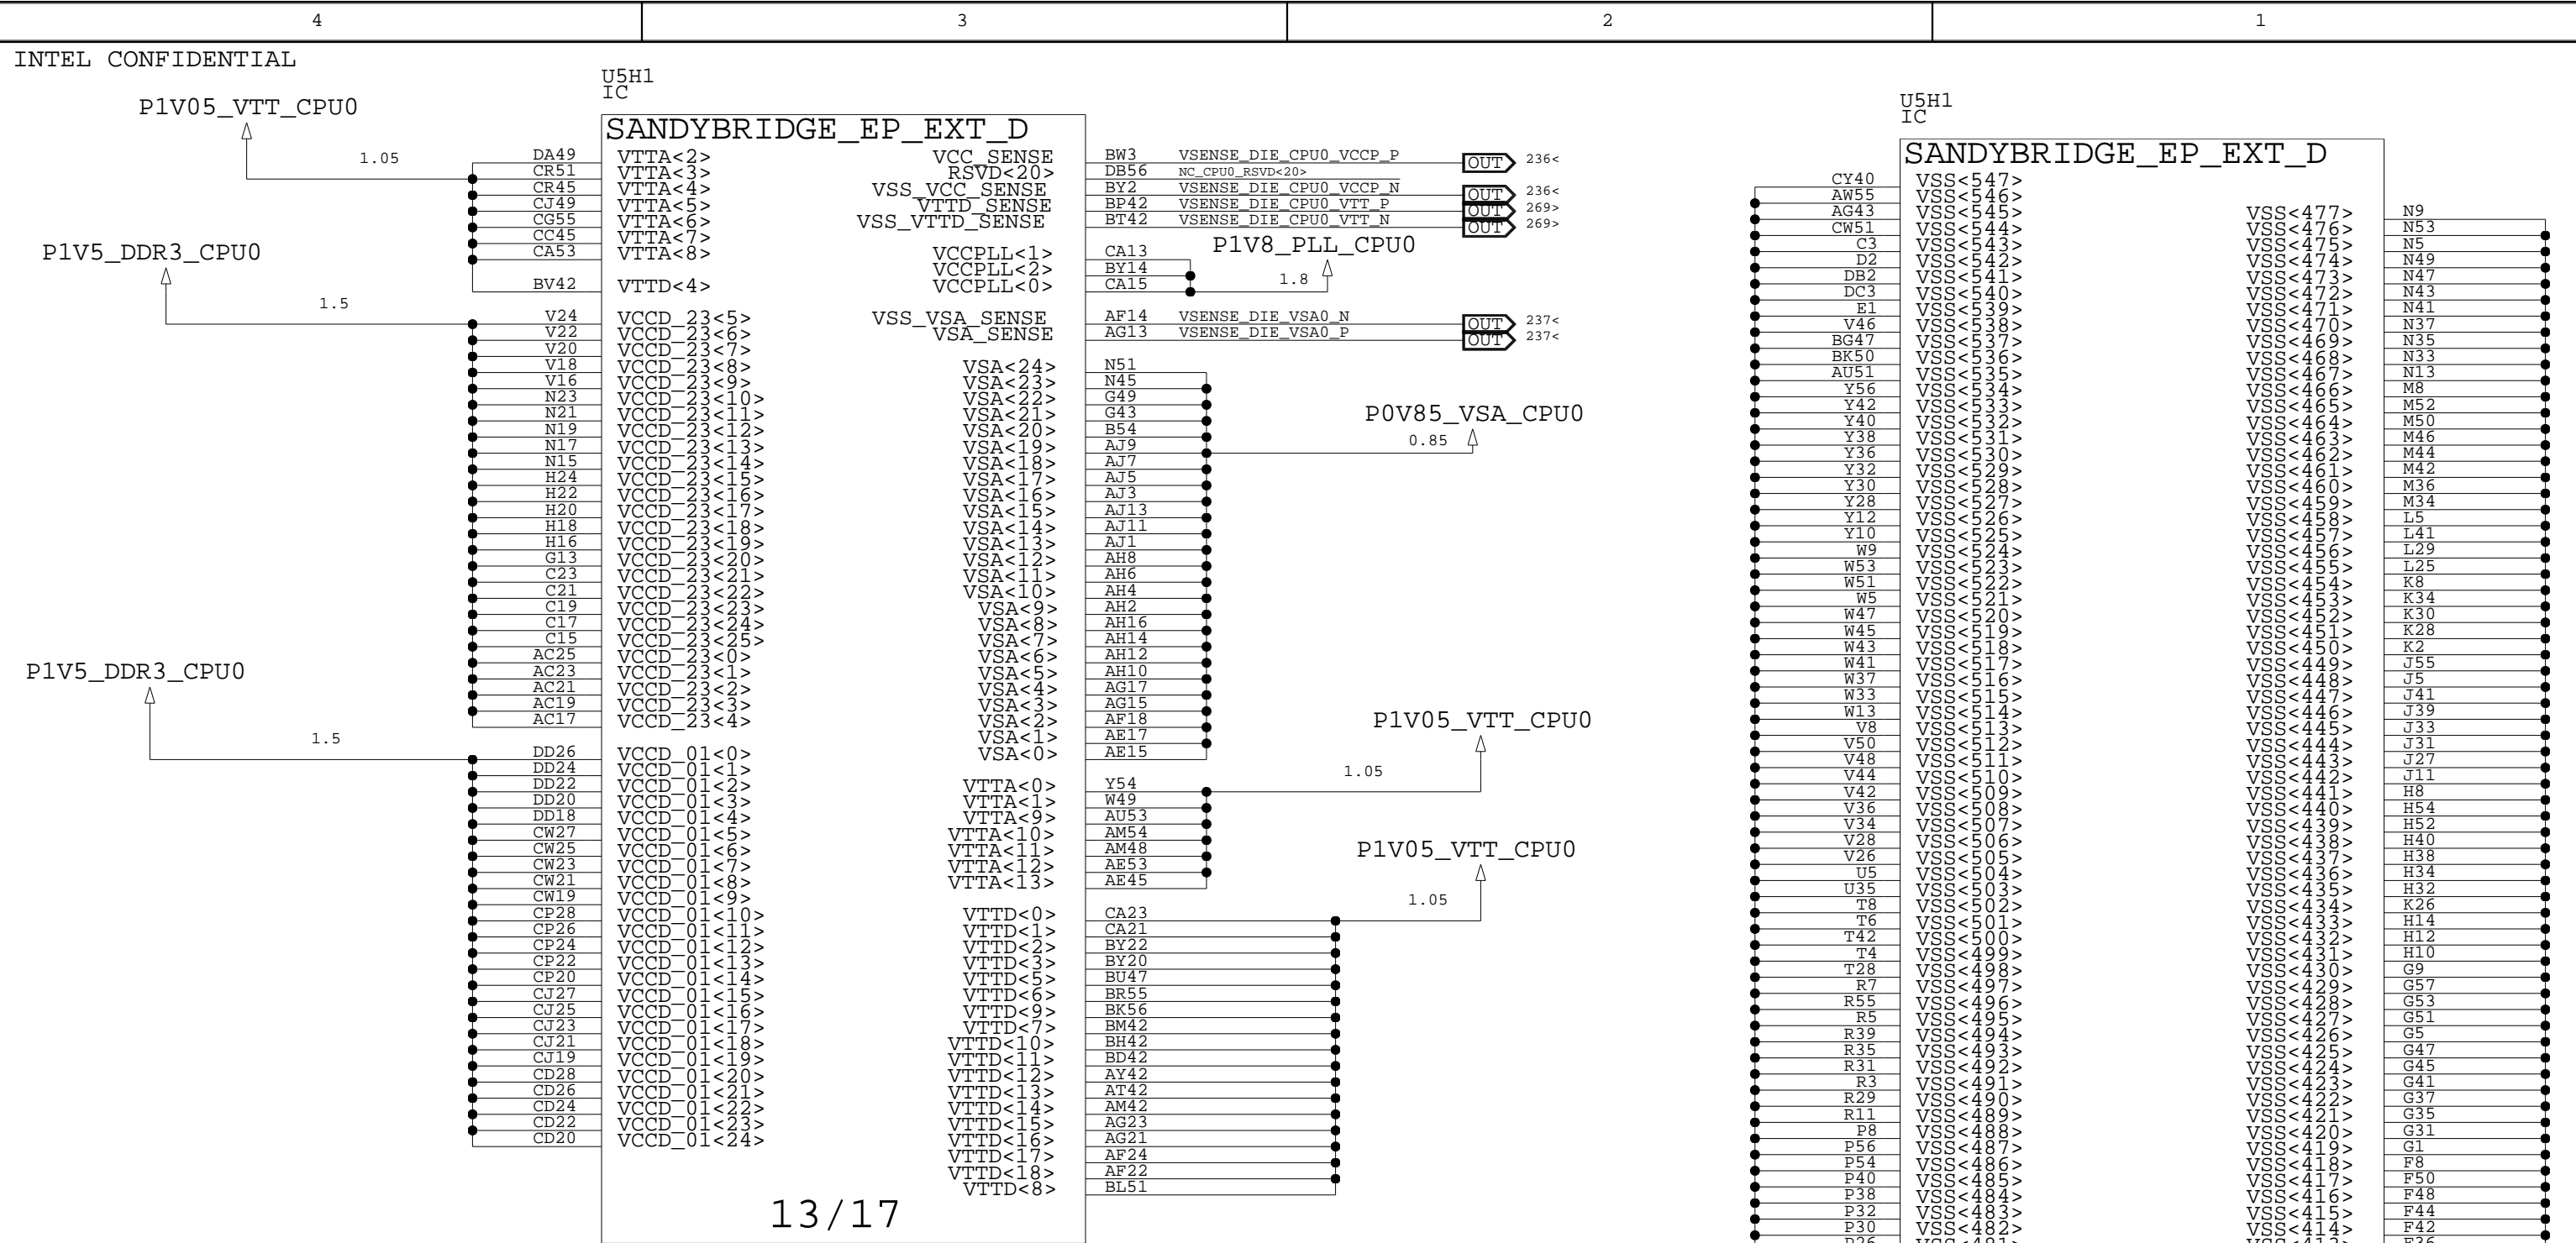 4 3 2 1
INTEL CONFIDENTIAL
U5H1
IC
SANDYBRIDGE_EP_EXT_D
P1V05_VTT_CPU0
1.05
DA49 VTTA<2>
CR51 VTTA<3>
CR45 VTTA<4>
CJ49 VTTA<5>
CG55 VTTA<6>
CC45 VTTA<7>
CA53 VTTA<8>
BV42 VTTD<4>
P1V5_DDR3_CPU0
1.5
V24 VCCD_23<5>
V22 VCCD_23<6>
V20 VCCD_23<7>
V18 VCCD_23<8>
V16 VCCD_23<9>
N23 VCCD_23<10>
N21 VCCD_23<11>
N19 VCCD_23<12>
N17 VCCD_23<13>
N15 VCCD_23<14>
H24 VCCD_23<15>
H22 VCCD_23<16>
H20 VCCD_23<17>
H18 VCCD_23<18>
H16 VCCD_23<19>
G13 VCCD_23<20>
C23 VCCD_23<21>
C21 VCCD_23<22>
C19 VCCD_23<23>
C17 VCCD_23<24>
C15 VCCD_23<25>
AC25 VCCD_23<0>
AC23 VCCD_23<1>
AC21 VCCD_23<2>
AC19 VCCD_23<3>
AC17 VCCD_23<4>
P1V5_DDR3_CPU0
1.5
DD26 VCCD_01<0>
DD24 VCCD_01<1>
DD22 VCCD_01<2>
DD20 VCCD_01<3>
DD18 VCCD_01<4>
CW27 VCCD_01<5>
CW25 VCCD_01<6>
CW23 VCCD_01<7>
CW21 VCCD_01<8>
CW19 VCCD_01<9>
CP28 VCCD_01<10>
CP26 VCCD_01<11>
CP24 VCCD_01<12>
CP22 VCCD_01<13>
CP20 VCCD_01<14>
CJ27 VCCD_01<15>
CJ25 VCCD_01<16>
CJ23 VCCD_01<17>
CJ21 VCCD_01<18>
CJ19 VCCD_01<19>
CD28 VCCD_01<20>
CD26 VCCD_01<21>
CD24 VCCD_01<22>
CD22 VCCD_01<23>
CD20 VCCD_01<24>
VCC_SENSE BW3 VSENSE_DIE_CPU0_VCCP_P OUT 236<
RSVD<20> DB56 NC_CPU0_RSVD<20>
VSS_VCC_SENSE BY2 VSENSE_DIE_CPU0_VCCP_N OUT 236<
VTTD_SENSE BP42 VSENSE_DIE_CPU0_VTT_P OUT 269>
VSS_VTTD_SENSE BT42 VSENSE_DIE_CPU0_VTT_N OUT 269>
P1V8_PLL_CPU0
1.8
VCCPLL<1> CA13
VCCPLL<2> BY14
VCCPLL<0> CA15
VSS_VSA_SENSE AF14 VSENSE_DIE_VSA0_N OUT 237<
VSA_SENSE AG13 VSENSE_DIE_VSA0_P OUT 237<
VSA<24> N51
VSA<23> N45
VSA<22> G49
VSA<21> G43
VSA<20> B54
VSA<19> AJ9
VSA<18> AJ7
VSA<17> AJ5
VSA<16> AJ3
VSA<15> AJ13
VSA<14> AJ11
VSA<13> AJ1
VSA<12> AH8
VSA<11> AH6
VSA<10> AH4
VSA<9> AH2
VSA<8> AH16
VSA<7> AH14
VSA<6> AH12
VSA<5> AH10
VSA<4> AG17
VSA<3> AG15
VSA<2> AF18
VSA<1> AE17
VSA<0> AE15
P0V85_VSA_CPU0
0.85
P1V05_VTT_CPU0
1.05
VTTA<0> Y54
VTTA<1> W49
VTTA<9> AU53
VTTA<10> AM54
VTTA<11> AM48
VTTA<12> AE53
VTTA<13> AE45
P1V05_VTT_CPU0
1.05
VTTD<0> CA23
VTTD<1> CA21
VTTD<2> BY22
VTTD<3> BY20
VTTD<5> BU47
VTTD<6> BR55
VTTD<9> BK56
VTTD<7> BM42
VTTD<10> BH42
VTTD<11> BD42
VTTD<12> AY42
VTTD<13> AT42
VTTD<14> AM42
VTTD<15> AG23
VTTD<16> AG21
VTTD<17> AF24
VTTD<18> AF22
VTTD<8> BL51
13/17
U5H1
IC
SANDYBRIDGE_EP_EXT_D
CY40 VSS<547>
AW55 VSS<546>
AG43 VSS<545>
CW51 VSS<544>
C3 VSS<543>
D2 VSS<542>
DB2 VSS<541>
DC3 VSS<540>
E1 VSS<539>
V46 VSS<538>
BG47 VSS<537>
BK50 VSS<536>
AU51 VSS<535>
Y56 VSS<534>
Y42 VSS<533>
Y40 VSS<532>
Y38 VSS<531>
Y36 VSS<530>
Y32 VSS<529>
Y30 VSS<528>
Y28 VSS<527>
Y12 VSS<526>
Y10 VSS<525>
W9 VSS<524>
W53 VSS<523>
W51 VSS<522>
W5 VSS<521>
W47 VSS<520>
W45 VSS<519>
W43 VSS<518>
W41 VSS<517>
W37 VSS<516>
W33 VSS<515>
W13 VSS<514>
V8 VSS<513>
V50 VSS<512>
V48 VSS<511>
V44 VSS<510>
V42 VSS<509>
V36 VSS<508>
V34 VSS<507>
V28 VSS<506>
V26 VSS<505>
U5 VSS<504>
U35 VSS<503>
T8 VSS<502>
T6 VSS<501>
T42 VSS<500>
T4 VSS<499>
T28 VSS<498>
R7 VSS<497>
R55 VSS<496>
R5 VSS<495>
R39 VSS<494>
R35 VSS<493>
R31 VSS<492>
R3 VSS<491>
R29 VSS<490>
R11 VSS<489>
P8 VSS<488>
P56 VSS<487>
P54 VSS<486>
P40 VSS<485>
P38 VSS<484>
P32 VSS<483>
P30 VSS<482>
VSS<477> N9
VSS<476> N53
VSS<475> N5
VSS<474> N49
VSS<473> N47
VSS<472> N43
VSS<471> N41
VSS<470> N37
VSS<469> N35
VSS<468> N33
VSS<467> N13
VSS<466> M8
VSS<465> M52
VSS<464> M50
VSS<463> M46
VSS<462> M44
VSS<461> M42
VSS<460> M36
VSS<459> M34
VSS<458> L5
VSS<457> L41
VSS<456> L29
VSS<455> L25
VSS<454> K8
VSS<453> K34
VSS<452> K30
VSS<451> K28
VSS<450> K2
VSS<449> J55
VSS<448> J5
VSS<447> J41
VSS<446> J39
VSS<445> J33
VSS<444> J31
VSS<443> J27
VSS<442> J11
VSS<441> H8
VSS<440> H54
VSS<439> H52
VSS<438> H40
VSS<437> H38
VSS<436> H34
VSS<435> H32
VSS<434> K26
VSS<433> H14
VSS<432> H12
VSS<431> H10
VSS<430> G9
VSS<429> G57
VSS<428> G53
VSS<427> G51
VSS<426> G5
VSS<425> G47
VSS<424> G45
VSS<423> G41
VSS<422> G37
VSS<421> G35
VSS<420> G31
VSS<419> G1
VSS<418> F8
VSS<417> F50
VSS<416> F48
VSS<415> F44
VSS<414> F42